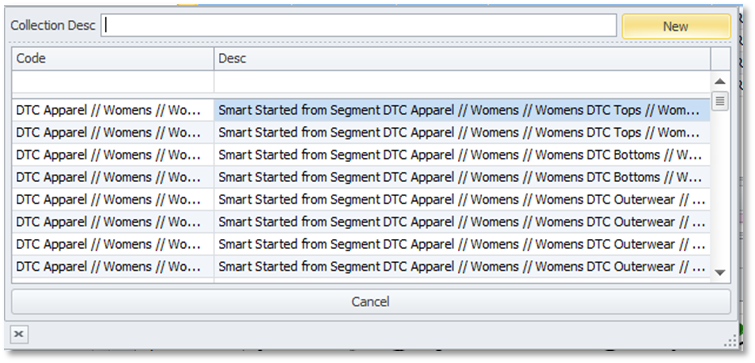 Collection Desc New
Code Desc
DTC Apparel // Womens // Wo... Smart Started from Segment DTC Apparel // Womens // Womens DTC Tops // Wom...
DTC Apparel // Womens // Wo... Smart Started from Segment DTC Apparel // Womens // Womens DTC Tops // Wom...
DTC Apparel // Womens // Wo... Smart Started from Segment DTC Apparel // Womens // Womens DTC Bottoms // W...
DTC Apparel // Womens // Wo... Smart Started from Segment DTC Apparel // Womens // Womens DTC Bottoms // W...
DTC Apparel // Womens // Wo... Smart Started from Segment DTC Apparel // Womens // Womens DTC Outerwear // ...
DTC Apparel // Womens // Wo... Smart Started from Segment DTC Apparel // Womens // Womens DTC Outerwear // ...
DTC Apparel // Womens // Wo... Smart Started from Segment DTC Apparel // Womens // Womens DTC Outerwear // ...
DTC Apparel // Womens // Wo... Smart Started from Segment DTC Apparel // Womens // Womens DTC Outerwear // ...
Cancel